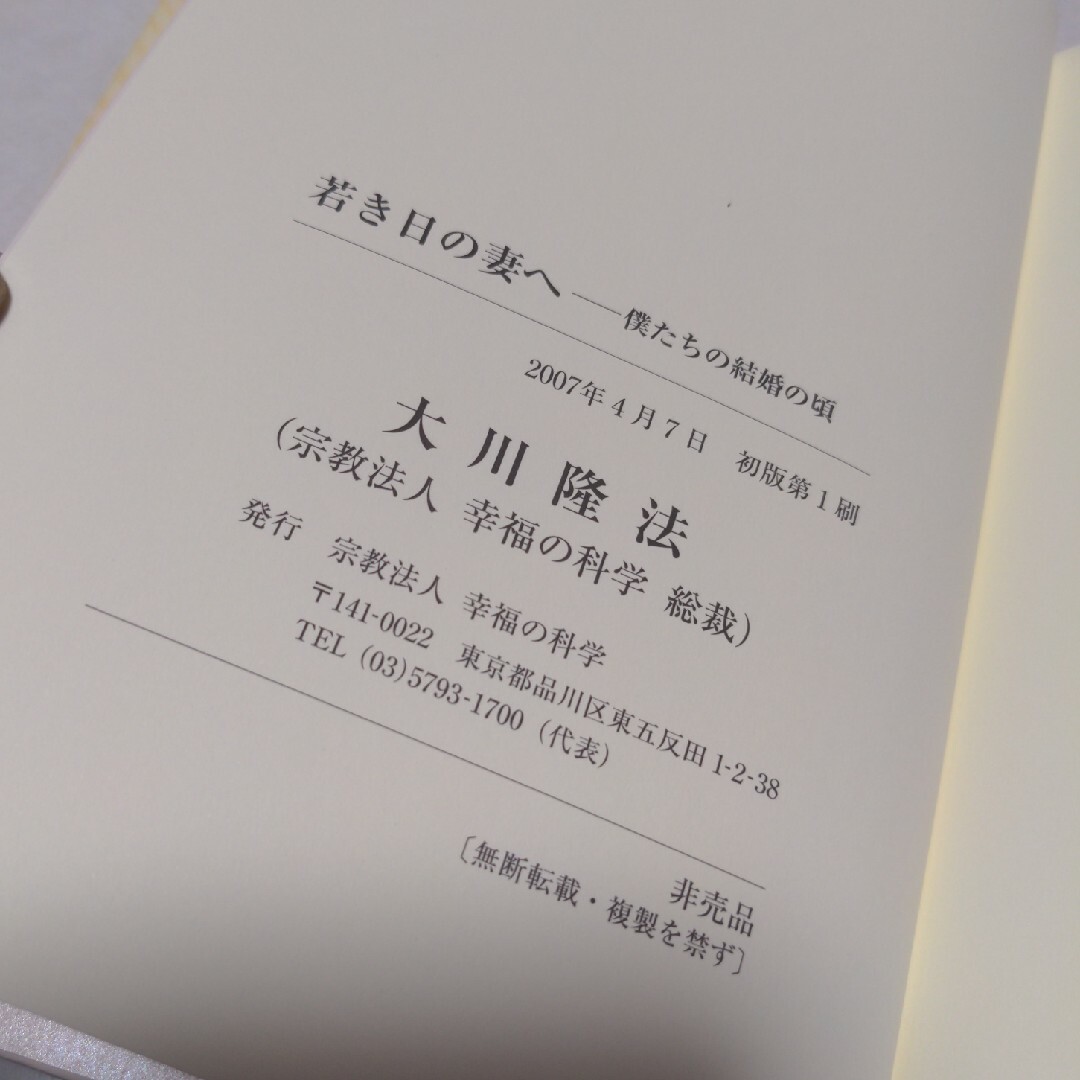 若き日の妻へ──僕たちの結婚の頃
2007年4月7日　初版第1刷
大川隆法
(宗教法人 幸福の科学 総裁)
発行　宗教法人 幸福の科学
〒141-0022　東京都品川区東五反田1-2-38
TEL (03)5793-1700 (代表)
非売品
〔無断転載・複製を禁ず〕